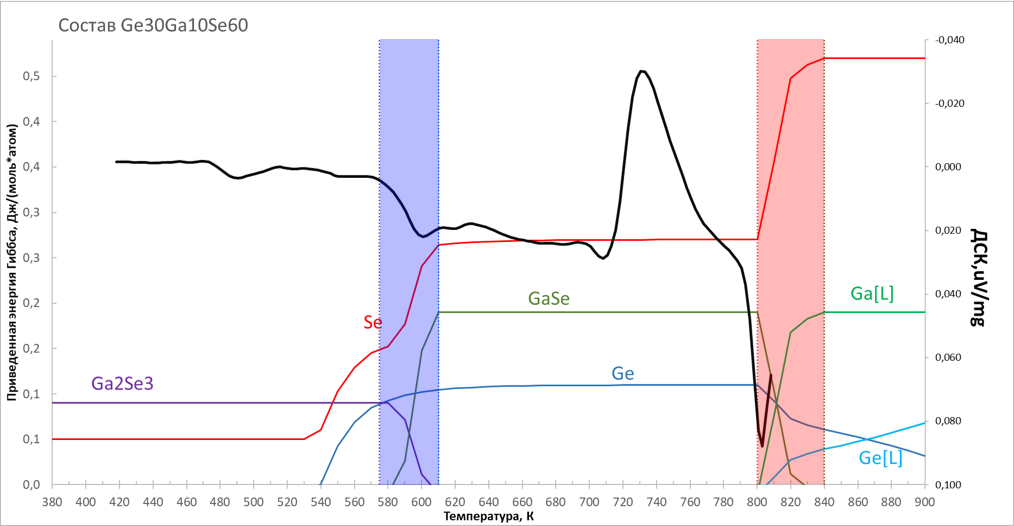 Состав Ge30Ga10Se60
Приведенная энергия Гиббса, Дж/(моль*атом)
0,5
0,4
0,4
0,3
0,3
0,2
0,2
0,1
0,1
0,0
-0,040
-0,020
0,000
0,020
0,040
0,060
0,080
0,100
ДСК,uV/mg
Se
GaSe
Ga[L]
Ga2Se3
Ge
Ge[L]
380 400 420 440 460 480 500 520 540 560 580 600 620 640 660 680 700 720 740 760 780 800 820 840 860 880 900
Температура, К